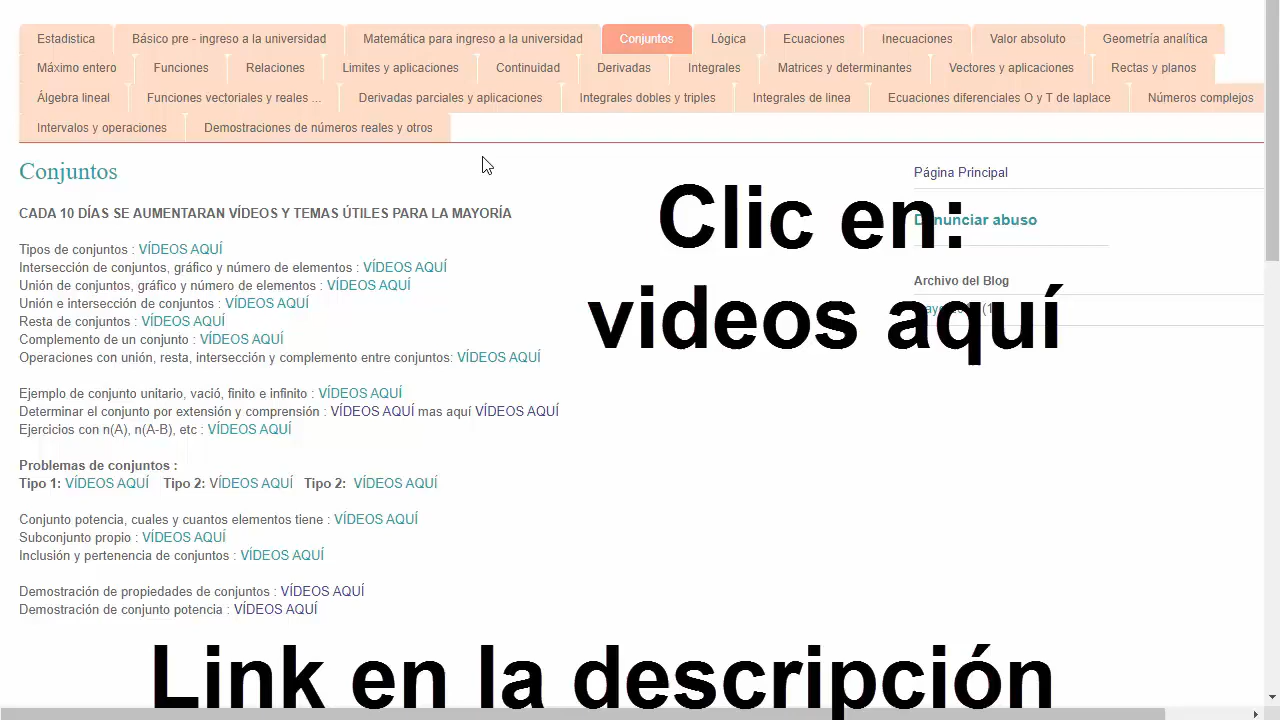 Estadistica Básico pre - ingreso a la universidad Matemática para ingreso a la universidad Conjuntos Lógica Ecuaciones Inecuaciones Valor absoluto Geometría analítica
Máximo entero Funciones Relaciones Limites y aplicaciones Continuidad Derivadas Integrales Matrices y determinantes Vectores y aplicaciones Rectas y planos
Álgebra lineal Funciones vectoriales y reales ... Derivadas parciales y aplicaciones Integrales dobles y triples Integrales de linea Ecuaciones diferenciales O y T de laplace Números complejos
Intervalos y operaciones Demostraciones de números reales y otros
Conjuntos
CADA 10 DÍAS SE AUMENTARAN VÍDEOS Y TEMAS ÚTILES PARA LA MAYORÍA
Tipos de conjuntos : VÍDEOS AQUÍ
Intersección de conjuntos, gráfico y número de elementos : VÍDEOS AQUÍ
Unión de conjuntos, gráfico y número de elementos : VÍDEOS AQUÍ
Unión e intersección de conjuntos : VÍDEOS AQUÍ
Resta de conjuntos : VÍDEOS AQUÍ
Complemento de un conjunto : VÍDEOS AQUÍ
Operaciones con unión, resta, intersección y complemento entre conjuntos: VÍDEOS AQUÍ
Ejemplo de conjunto unitario, vació, finito e infinito : VÍDEOS AQUÍ
Determinar el conjunto por extensión y comprensión : VÍDEOS AQUÍ mas aquí VÍDEOS AQUÍ
Ejercicios con n(A), n(A-B), etc : VÍDEOS AQUÍ
Problemas de conjuntos :
Tipo 1: VÍDEOS AQUÍ Tipo 2: VÍDEOS AQUÍ Tipo 2: VÍDEOS AQUÍ
Conjunto potencia, cuales y cuantos elementos tiene : VÍDEOS AQUÍ
Subconjunto propio : VÍDEOS AQUÍ
Inclusión y pertenencia de conjuntos : VÍDEOS AQUÍ
Demostración de propiedades de conjuntos : VÍDEOS AQUÍ
Demostración de conjunto potencia : VÍDEOS AQUÍ
Página Principal
Denunciar abuso
Archivo del Blog
Clic en:
videos aquí
Link en la descripción